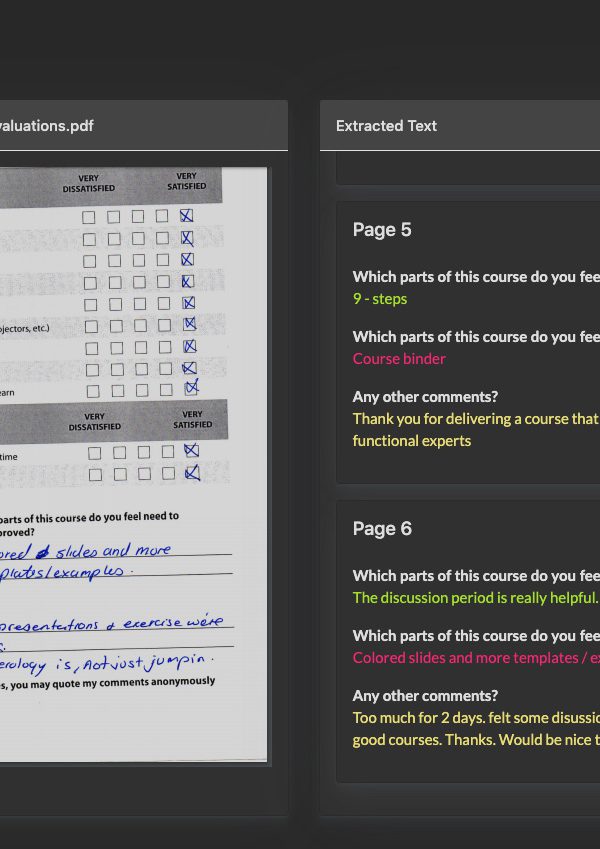 valuations.pdf
VERY
DISSATISFIED
VERY
SATISFIED
ojectors, etc.)
earn
VERY
DISSATISFIED
VERY
SATISFIED
time
parts of this course do you feel need to
proved?
ored slides and more
plates/examples.
presentations & exercise were
s.
erology is, Not just jumpin.
s, you may quote my comments anonymously
Extracted Text
Page 5
Which parts of this course do you fee
9 - steps
Which parts of this course do you fee
Course binder
Any other comments?
Thank you for delivering a course that
functional experts
Page 6
Which parts of this course do you fee
The discussion period is really helpful.
Which parts of this course do you fee
Colored slides and more templates / ex
Any other comments?
Too much for 2 days. felt some disussio
good courses. Thanks. Would be nice t